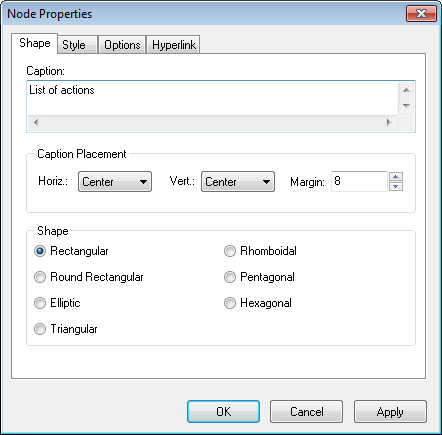 Node Properties
Shape Style Options Hyperlink
Caption:
List of actions
Caption Placement
Horiz.: Center Vert.: Center Margin: 8
Shape
Rectangular Rhomboidal
Round Rectangular Pentagonal
Elliptic Hexagonal
Triangular
OK Cancel Apply